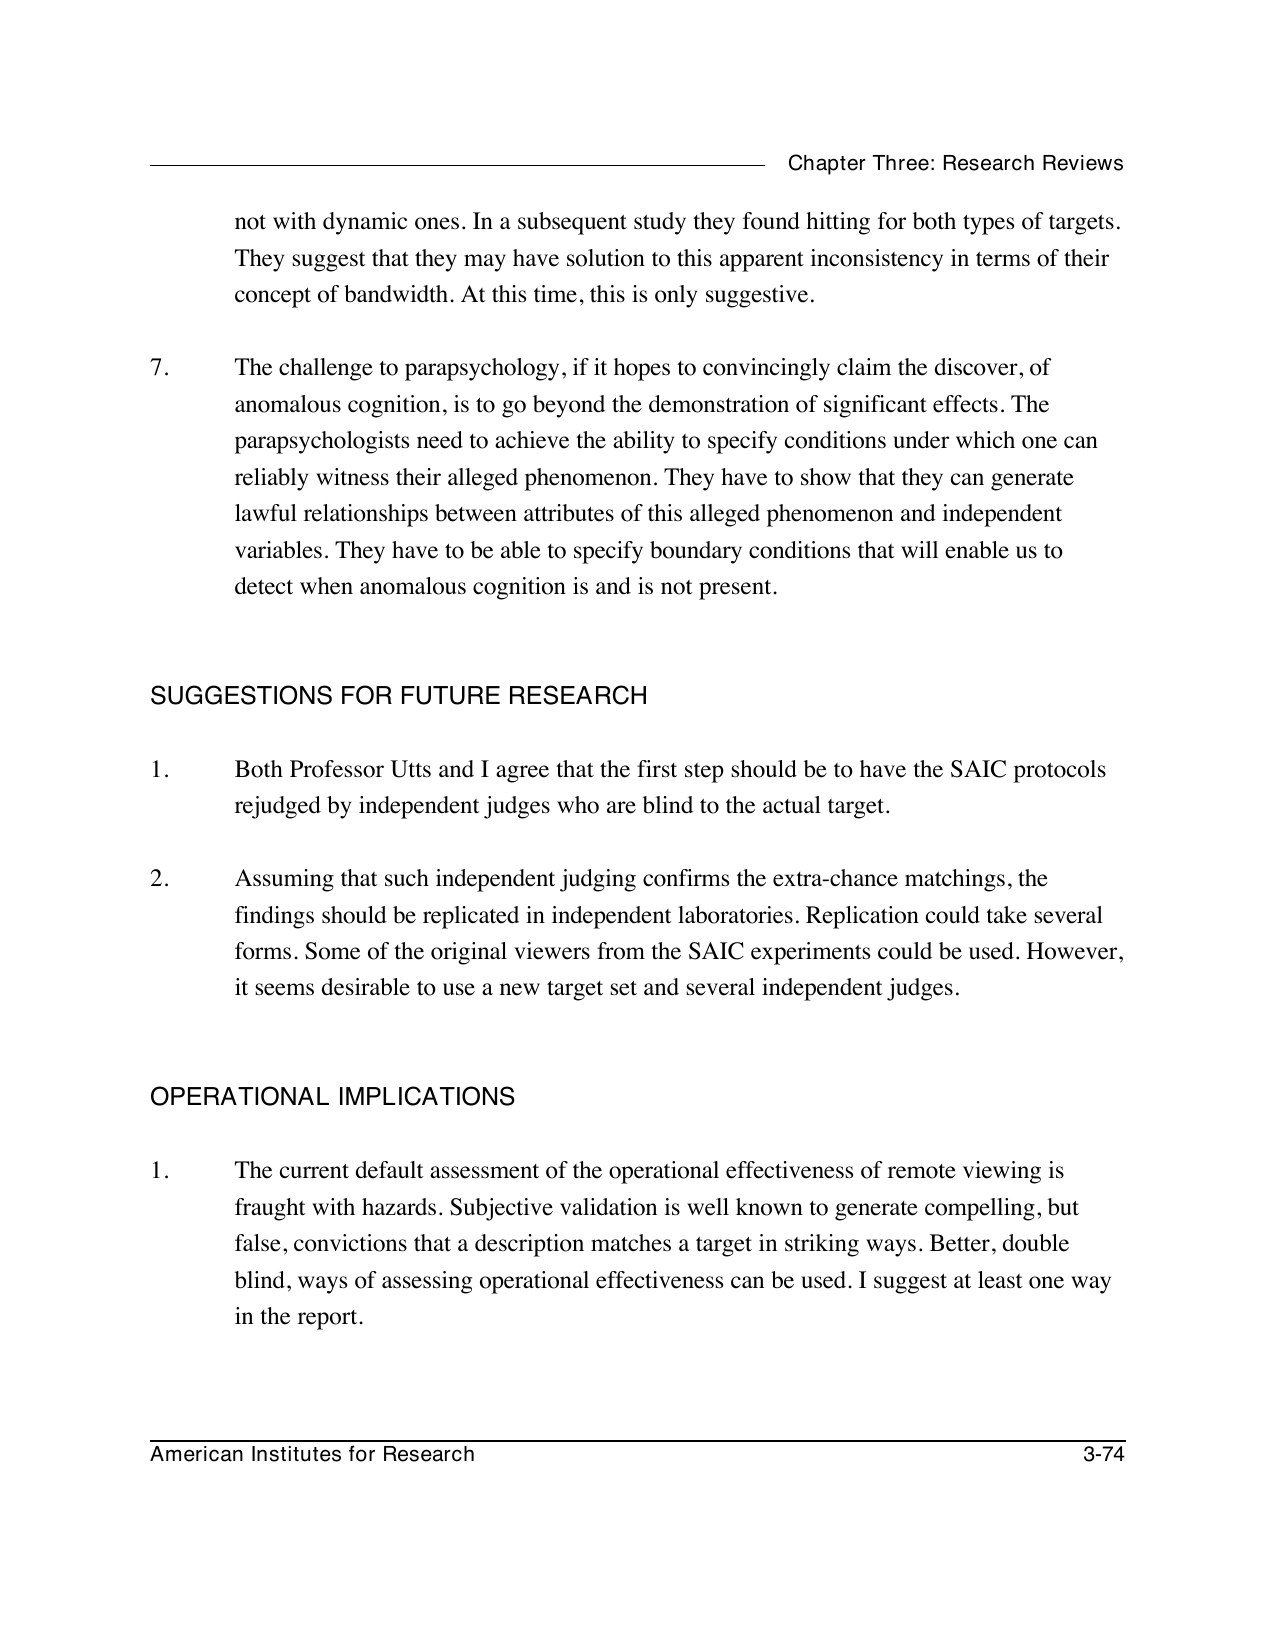 Chapter Three: Research Reviews
not with dynamic ones. In a subsequent study they found hitting for both types of targets.
They suggest that they may have solution to this apparent inconsistency in terms of their
concept of bandwidth. At this time, this is only suggestive.
7. The challenge to parapsychology, if it hopes to convincingly claim the discover, of
anomalous cognition, is to go beyond the demonstration of significant effects. The
parapsychologists need to achieve the ability to specify conditions under which one can
reliably witness their alleged phenomenon. They have to show that they can generate
lawful relationships between attributes of this alleged phenomenon and independent
variables. They have to be able to specify boundary conditions that will enable us to
detect when anomalous cognition is and is not present.
SUGGESTIONS FOR FUTURE RESEARCH
1. Both Professor Utts and I agree that the first step should be to have the SAIC protocols
rejudged by independent judges who are blind to the actual target.
2. Assuming that such independent judging confirms the extra-chance matchings, the
findings should be replicated in independent laboratories. Replication could take several
forms. Some of the original viewers from the SAIC experiments could be used. However,
it seems desirable to use a new target set and several independent judges.
OPERATIONAL IMPLICATIONS
1. The current default assessment of the operational effectiveness of remote viewing is
fraught with hazards. Subjective validation is well known to generate compelling, but
false, convictions that a description matches a target in striking ways. Better, double
blind, ways of assessing operational effectiveness can be used. I suggest at least one way
in the report.
American Institutes for Research 3-74